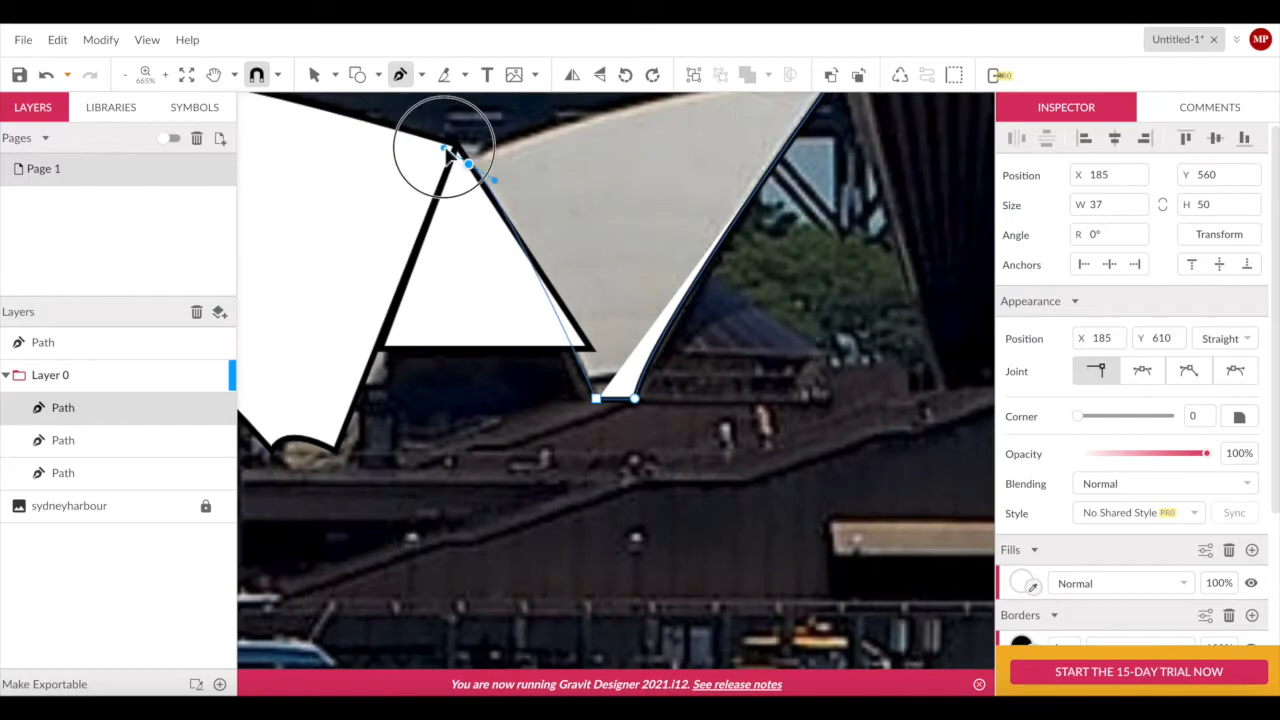 File Edit Modify View Help
Untitled-1* MP
665%
PRO
LAYERS LIBRARIES SYMBOLS
INSPECTOR COMMENTS
Pages
Page 1
Position X 185 Y 560
Size W 37 H 50
Angle R 0° Transform
Anchors
Appearance
Layers
Path
Layer 0
Path
Path
Path
sydneyharbour
Position X 185 Y 610 Straight
Joint
Corner 0
Opacity 100%
Blending Normal
Style No Shared Style PRO Sync
Fills
Normal 100%
Borders
Make Exportable
You are now running Gravit Designer 2021.i12. See release notes
START THE 15-DAY TRIAL NOW